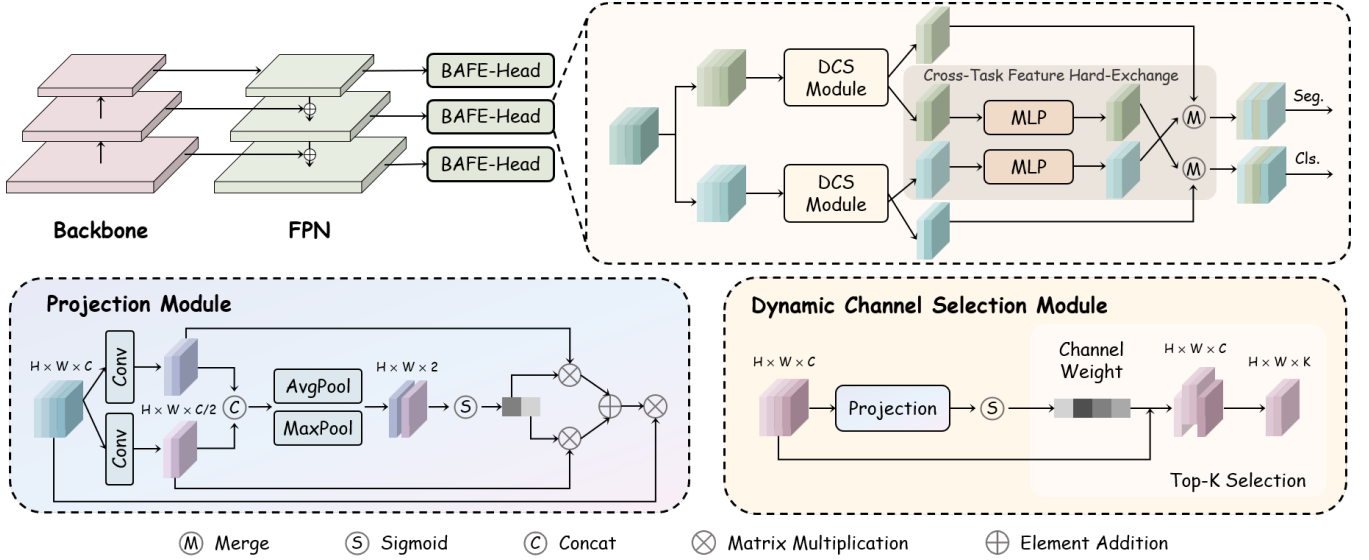 BAFE-Head
BAFE-Head
BAFE-Head
Backbone
FPN
DCS
Module
DCS
Module
Cross-Task Feature Hard-Exchange
MLP
MLP
M
M
Seg.
Cls.
Projection Module
H × W × C
Conv
Conv
H × W × C/2
C
AvgPool
MaxPool
H × W × 2
S
Dynamic Channel Selection Module
H × W × C
Projection
S
Channel
Weight
H × W × C
H × W × K
Top-K Selection
M Merge
S Sigmoid
C Concat
Matrix Multiplication
Element Addition